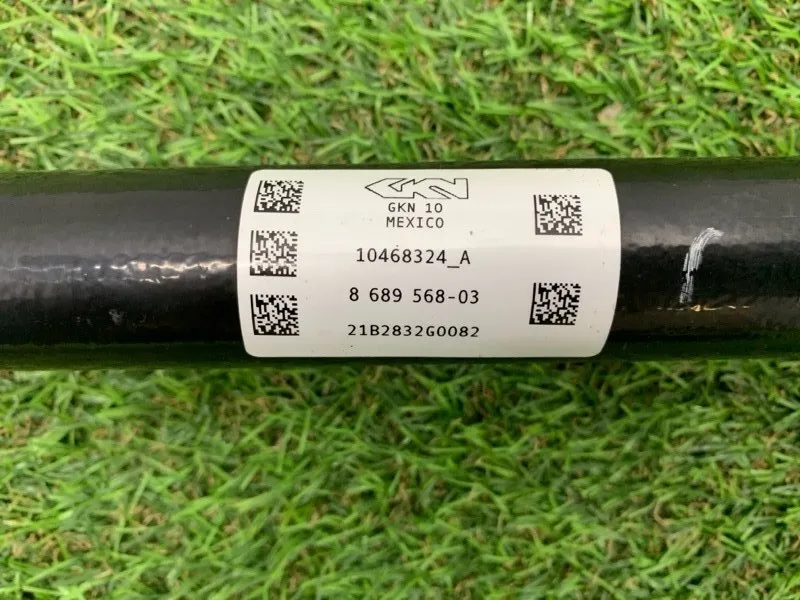 GKN
GKN 10
MEXICO
10468324_A
8 689 568-03
21B2832G0082